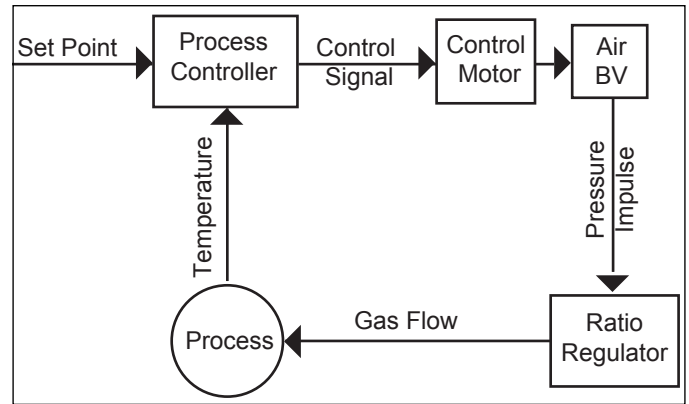 Set Point
Process
Controller
Control
Signal
Control
Motor
Air
BV
Temperature
Pressure
Impulse
Process
Gas Flow
Ratio
Regulator